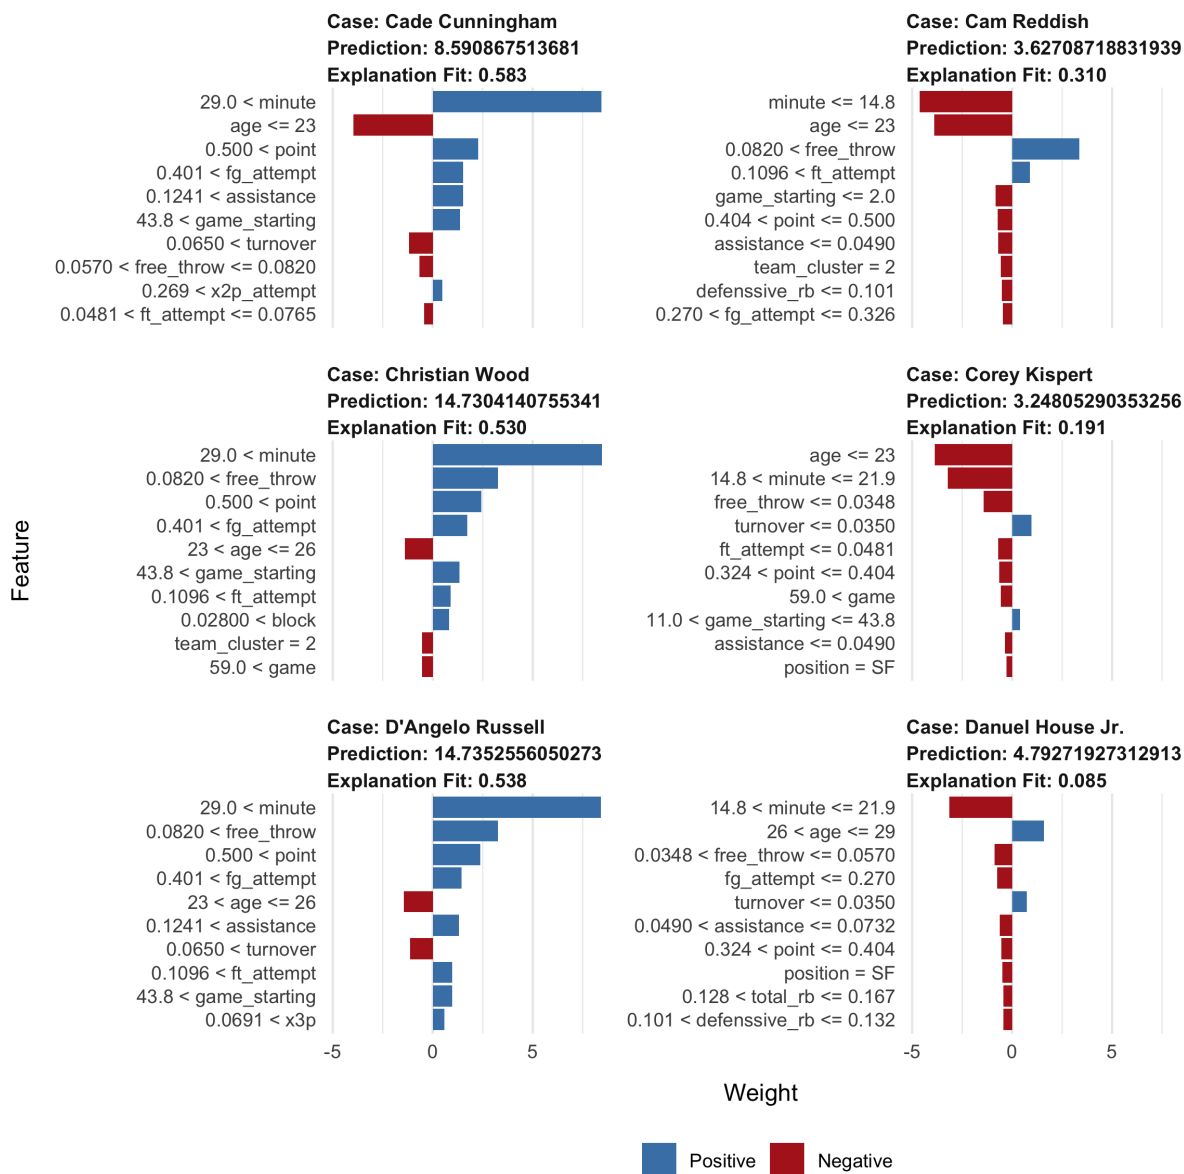 Case: Cade Cunningham
Prediction: 8.590867513681
Explanation Fit: 0.583
29.0 < minute
age <= 23
0.500 < point
0.401 < fg_attempt
0.1241 < assistance
43.8 < game_starting
0.0650 < turnover
0.0570 < free_throw <= 0.0820
0.269 < x2p_attempt
0.0481 < ft_attempt <= 0.0765
Case: Cam Reddish
Prediction: 3.62708718831939
Explanation Fit: 0.310
minute <= 14.8
age <= 23
0.0820 < free_throw
0.1096 < ft_attempt
game_starting <= 2.0
0.404 < point <= 0.500
assistance <= 0.0490
team_cluster = 2
defenssive_rb <= 0.101
0.270 < fg_attempt <= 0.326
Case: Christian Wood
Prediction: 14.7304140755341
Explanation Fit: 0.530
29.0 < minute
0.0820 < free_throw
0.500 < point
0.401 < fg_attempt
23 < age <= 26
43.8 < game_starting
0.1096 < ft_attempt
0.02800 < block
team_cluster = 2
59.0 < game
Case: Corey Kispert
Prediction: 3.24805290353256
Explanation Fit: 0.191
age <= 23
14.8 < minute <= 21.9
free_throw <= 0.0348
turnover <= 0.0350
ft_attempt <= 0.0481
0.324 < point <= 0.404
59.0 < game
11.0 < game_starting <= 43.8
assistance <= 0.0490
position = SF
Case: D'Angelo Russell
Prediction: 14.7352556050273
Explanation Fit: 0.538
29.0 < minute
0.0820 < free_throw
0.500 < point
0.401 < fg_attempt
23 < age <= 26
0.1241 < assistance
0.0650 < turnover
0.1096 < ft_attempt
43.8 < game_starting
0.0691 < x3p
Case: Danuel House Jr.
Prediction: 4.79271927312913
Explanation Fit: 0.085
14.8 < minute <= 21.9
26 < age <= 29
0.0348 < free_throw <= 0.0570
fg_attempt <= 0.270
turnover <= 0.0350
0.0490 < assistance <= 0.0732
0.324 < point <= 0.404
position = SF
0.128 < total_rb <= 0.167
0.101 < defenssive_rb <= 0.132
-5 0 5
-5 0 5
Feature
Weight
Positive Negative